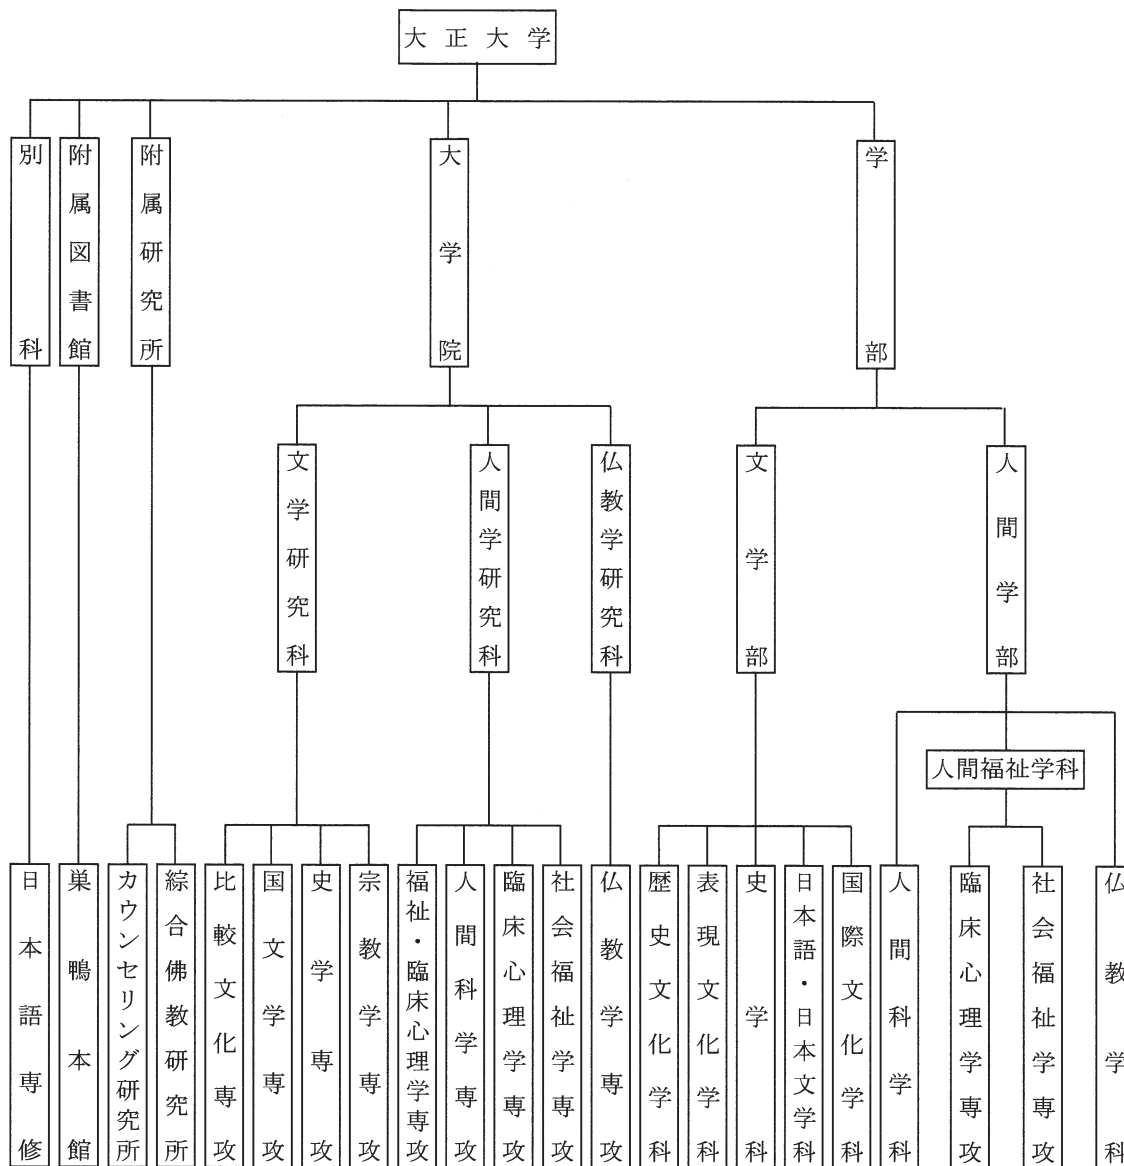 大正大学
学部
大学院
附属研究所
附属図書館
別科
人間学部
文学部
仏教学研究科
人間学研究科
文学研究科
人間福祉学科
仏教学科
社会福祉学専攻
臨床心理学専攻
人間科学科
国際文化学科
日本語・日本文学科
史学科
表現文化学科
歴史文化学科
仏教学専攻
社会福祉学専攻
臨床心理学専攻
人間科学専攻
福祉・臨床心理学専攻
宗教学専攻
史学専攻
国文学専攻
比較文化専攻
綜合佛教研究所
カウンセリング研究所
巣鴨本館
日本語専修